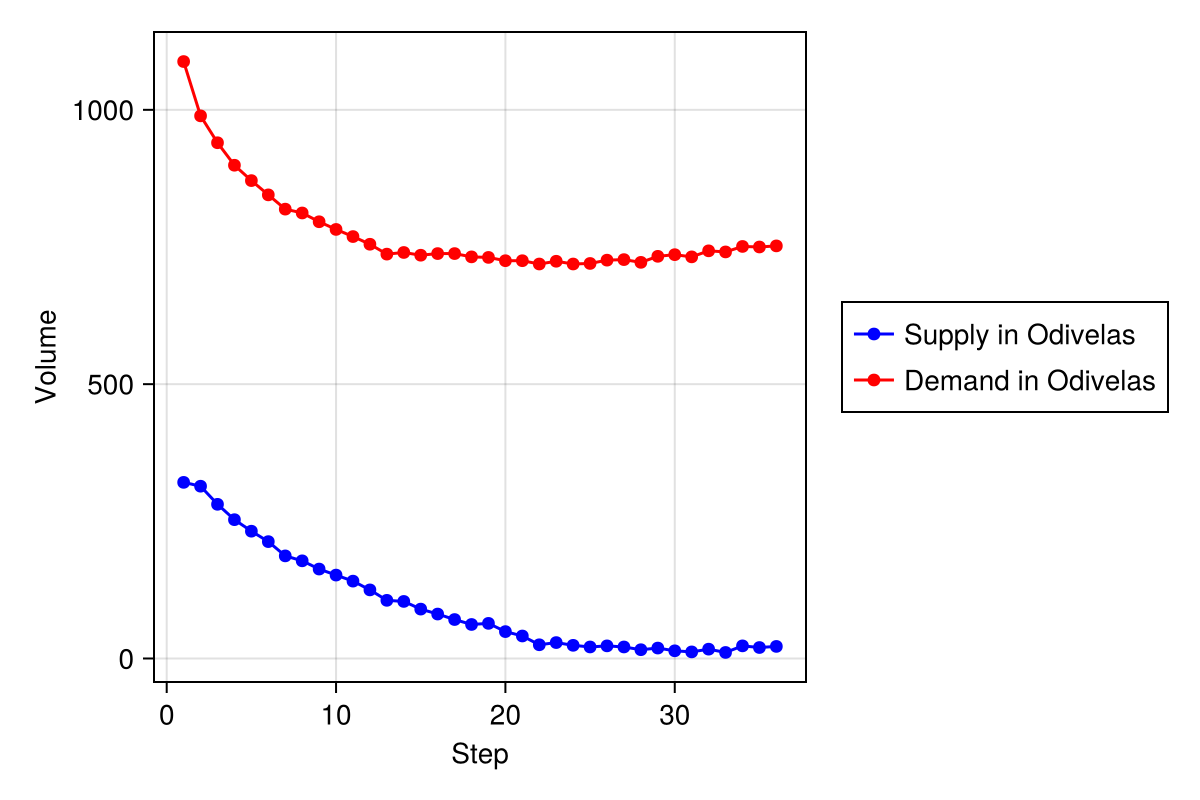 1000
500
0
Volume
0 10 20 30
Step
Supply in Odivelas
Demand in Odivelas